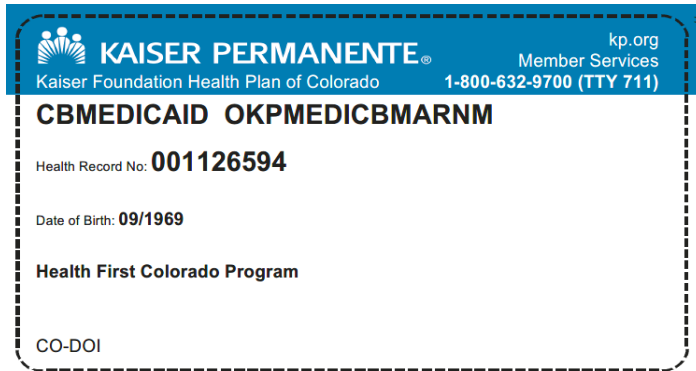 KAISER PERMANENTE®
Kaiser Foundation Health Plan of Colorado
kp.org
Member Services
1-800-632-9700 (TTY 711)
CBMEDICAID OKPMEDICBMARNM
Health Record No: 001126594
Date of Birth: 09/1969
Health First Colorado Program
CO-DOI